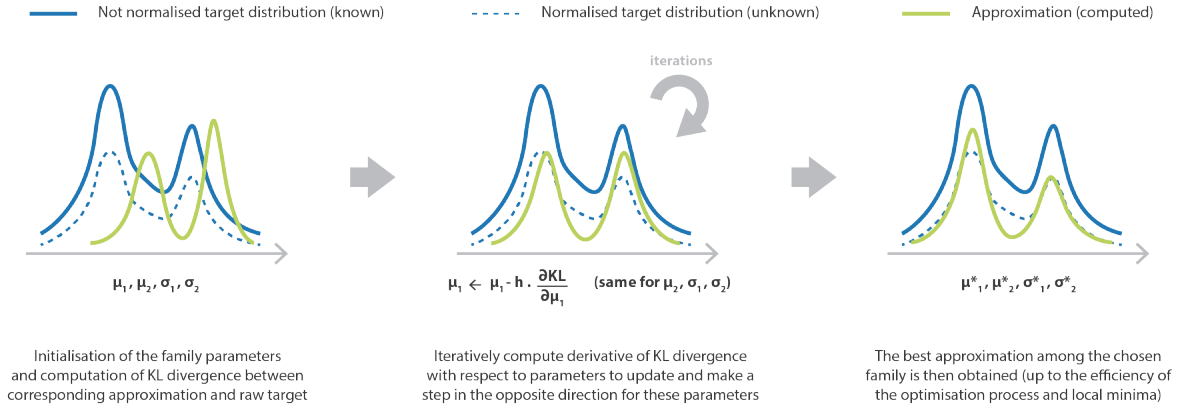 Not normalised target distribution (known)
Normalised target distribution (unknown)
Approximation (computed)
iterations
μ₁, μ₂, σ₁, σ₂
μ₁ ← μ₁ - h . ∂KL/∂μ₁ (same for μ₂, σ₁, σ₂)
μ*₁, μ*₂, σ*₁, σ*₂
Initialisation of the family parameters
and computation of KL divergence between
corresponding approximation and raw target
Iteratively compute derivative of KL divergence
with respect to parameters to update and make a
step in the opposite direction for these parameters
The best approximation among the chosen
family is then obtained (up to the efficiency of
the optimisation process and local minima)